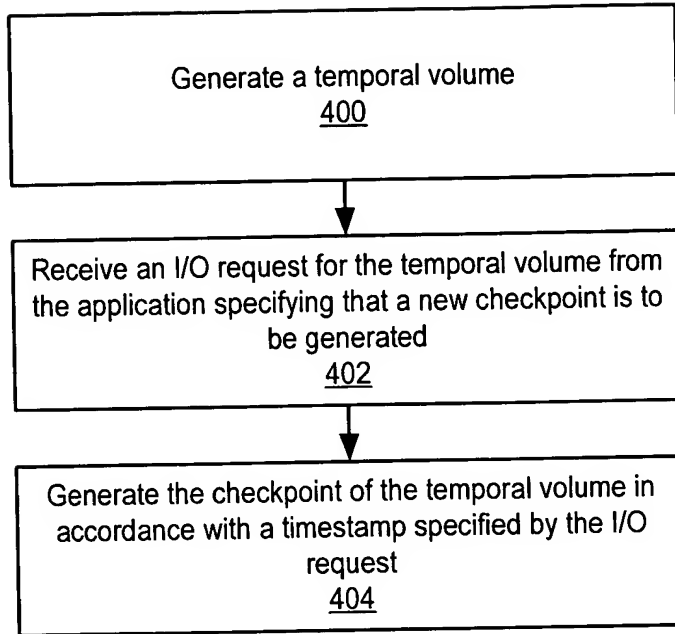 Generate a temporal volume
400
Receive an I/O request for the temporal volume from
the application specifying that a new checkpoint is to
be generated
402
Generate the checkpoint of the temporal volume in
accordance with a timestamp specified by the I/O
request
404